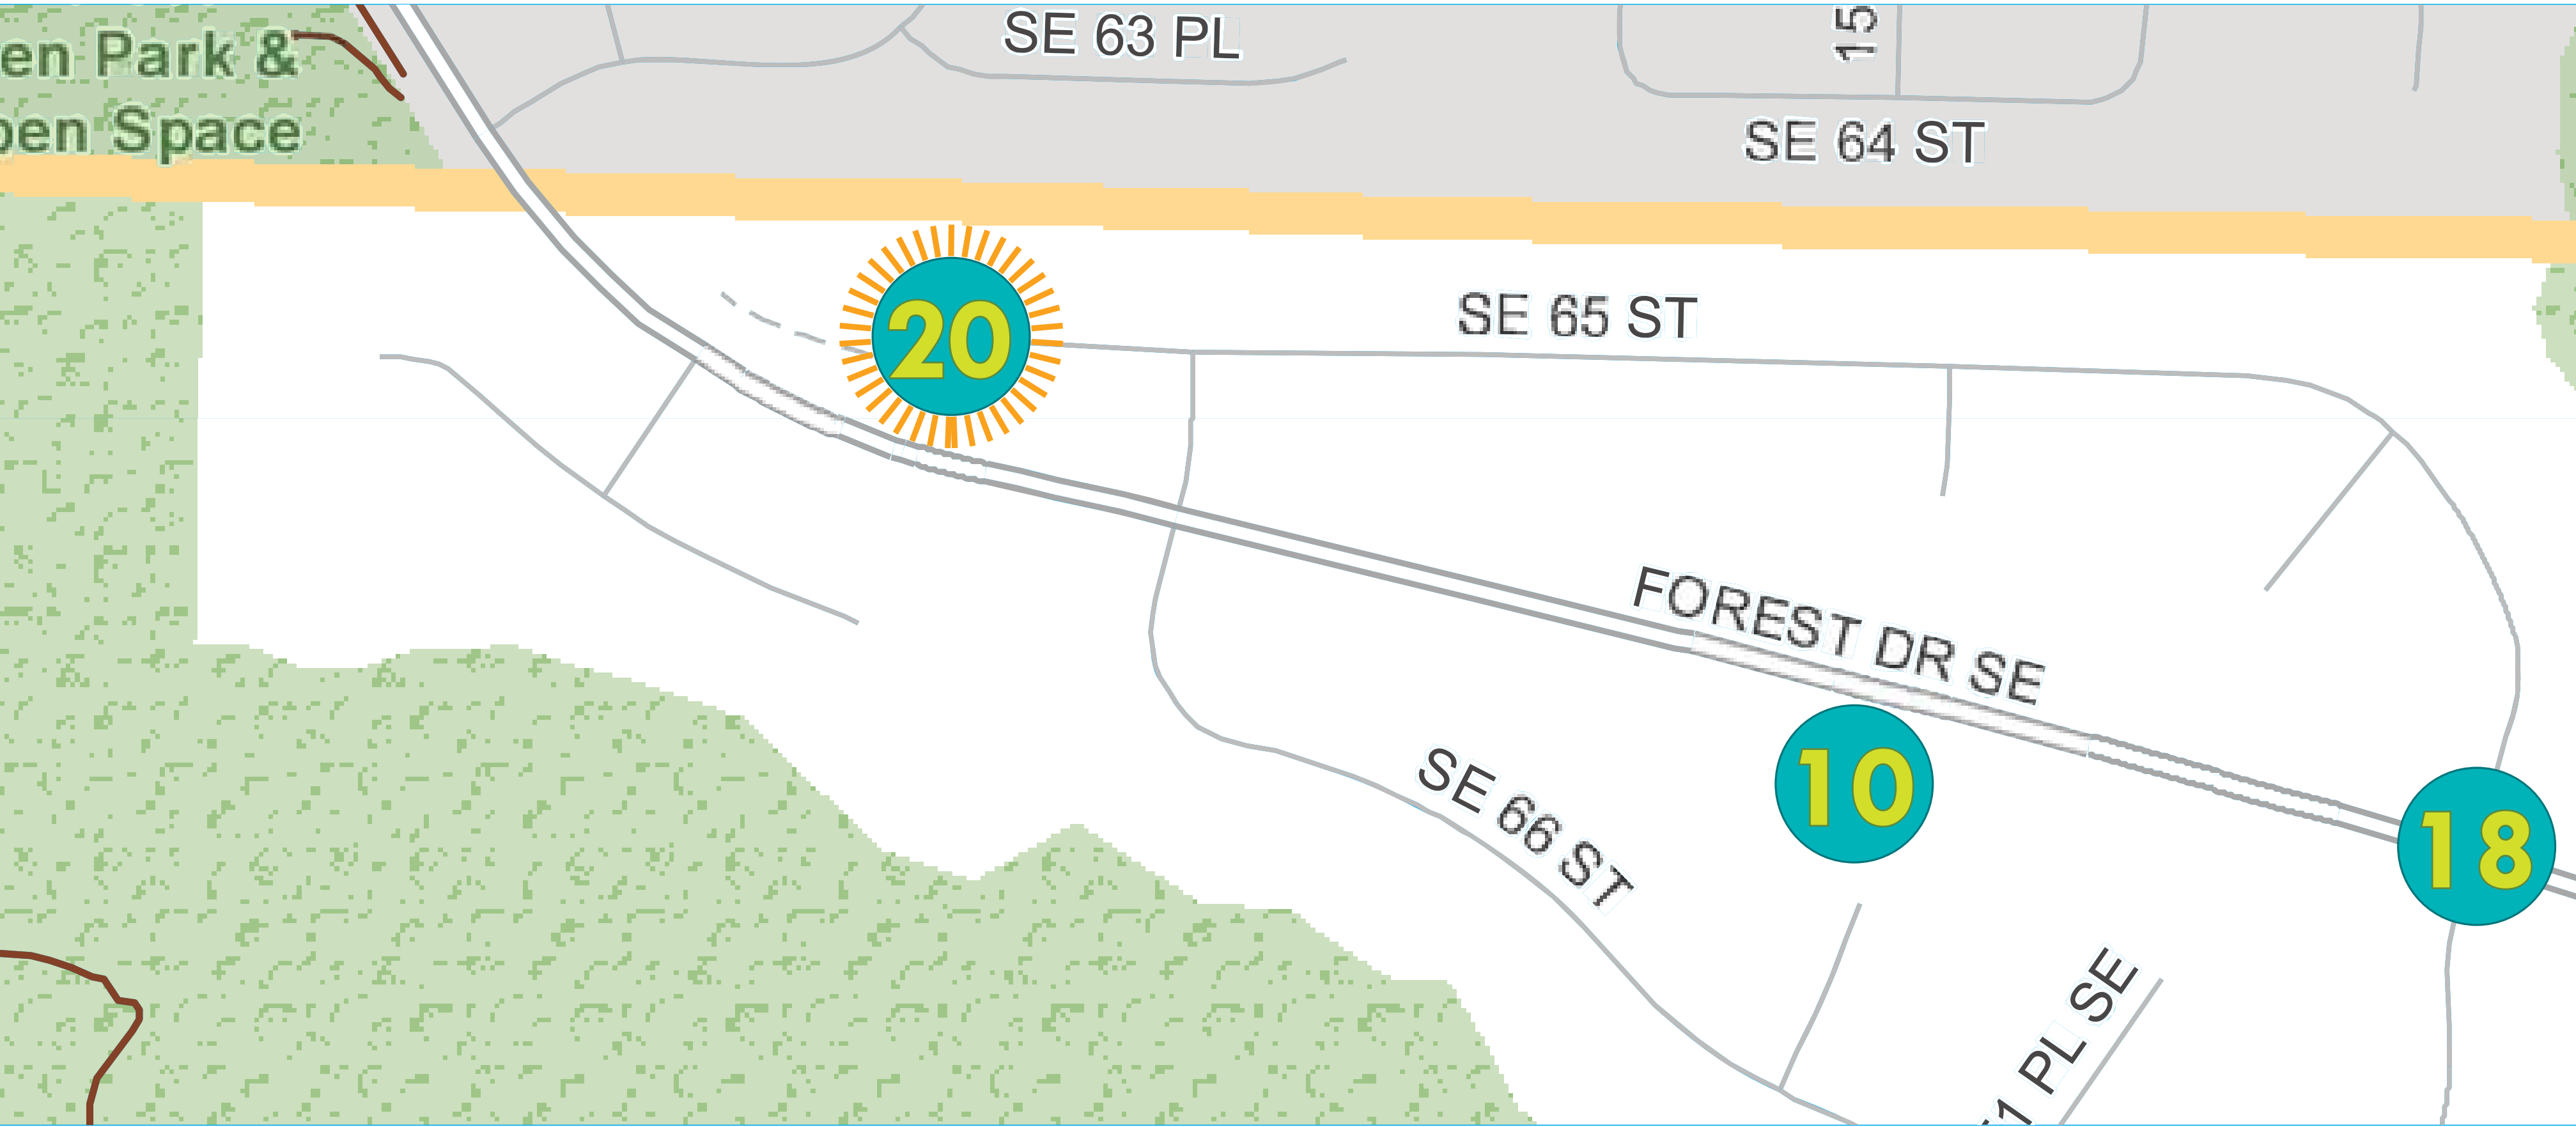 en Park &
pen Space
SE 63 PL
15
SE 64 ST
20
SE 65 ST
FOREST DR SE
10
18
SE 66 ST
51 PL SE